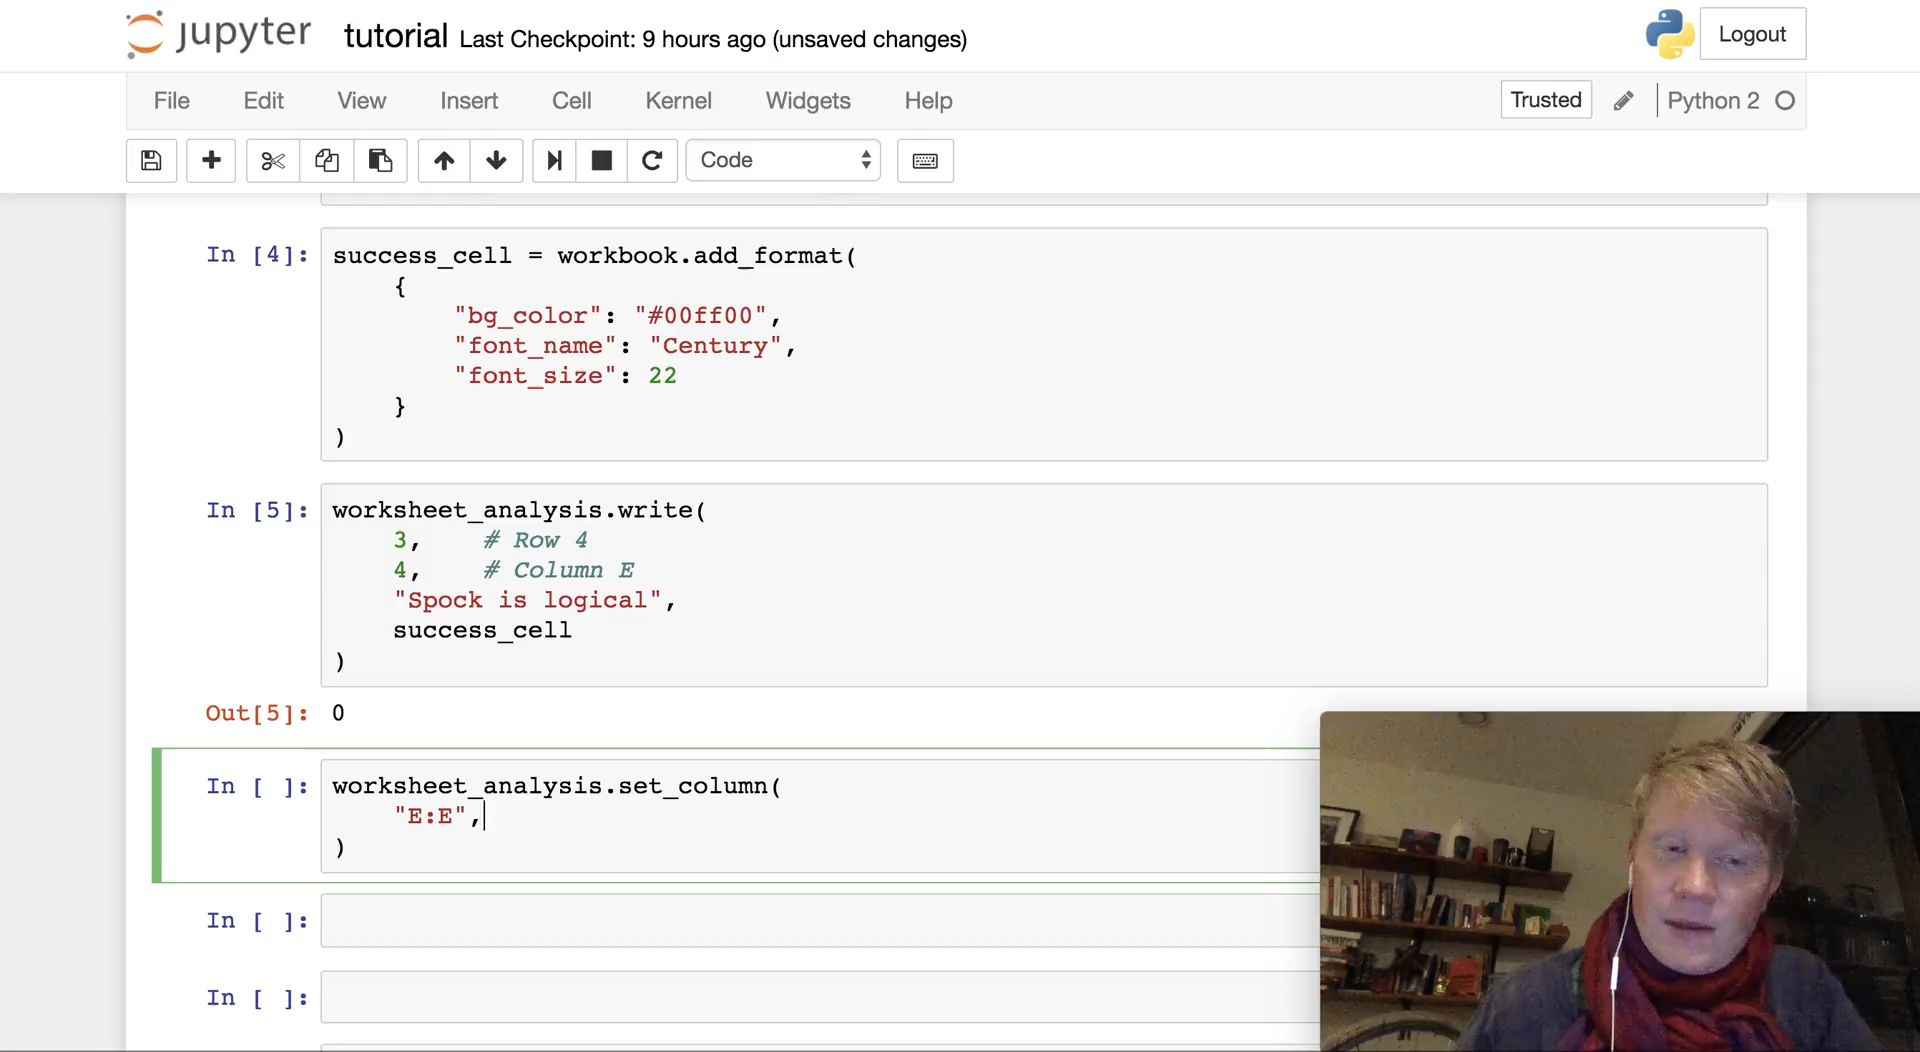 jupyter tutorial Last Checkpoint: 9 hours ago (unsaved changes) Logout
File Edit View Insert Cell Kernel Widgets Help Trusted Python 2
Code
In [4]: success_cell = workbook.add_format(
    {
        "bg_color": "#00ff00",
        "font_name": "Century",
        "font_size": 22
    }
)
In [5]: worksheet_analysis.write(
    3,    # Row 4
    4,    # Column E
    "Spock is logical",
    success_cell
)
Out[5]: 0
In [ ]: worksheet_analysis.set_column(
    "E:E",
)
In [ ]:
In [ ]: